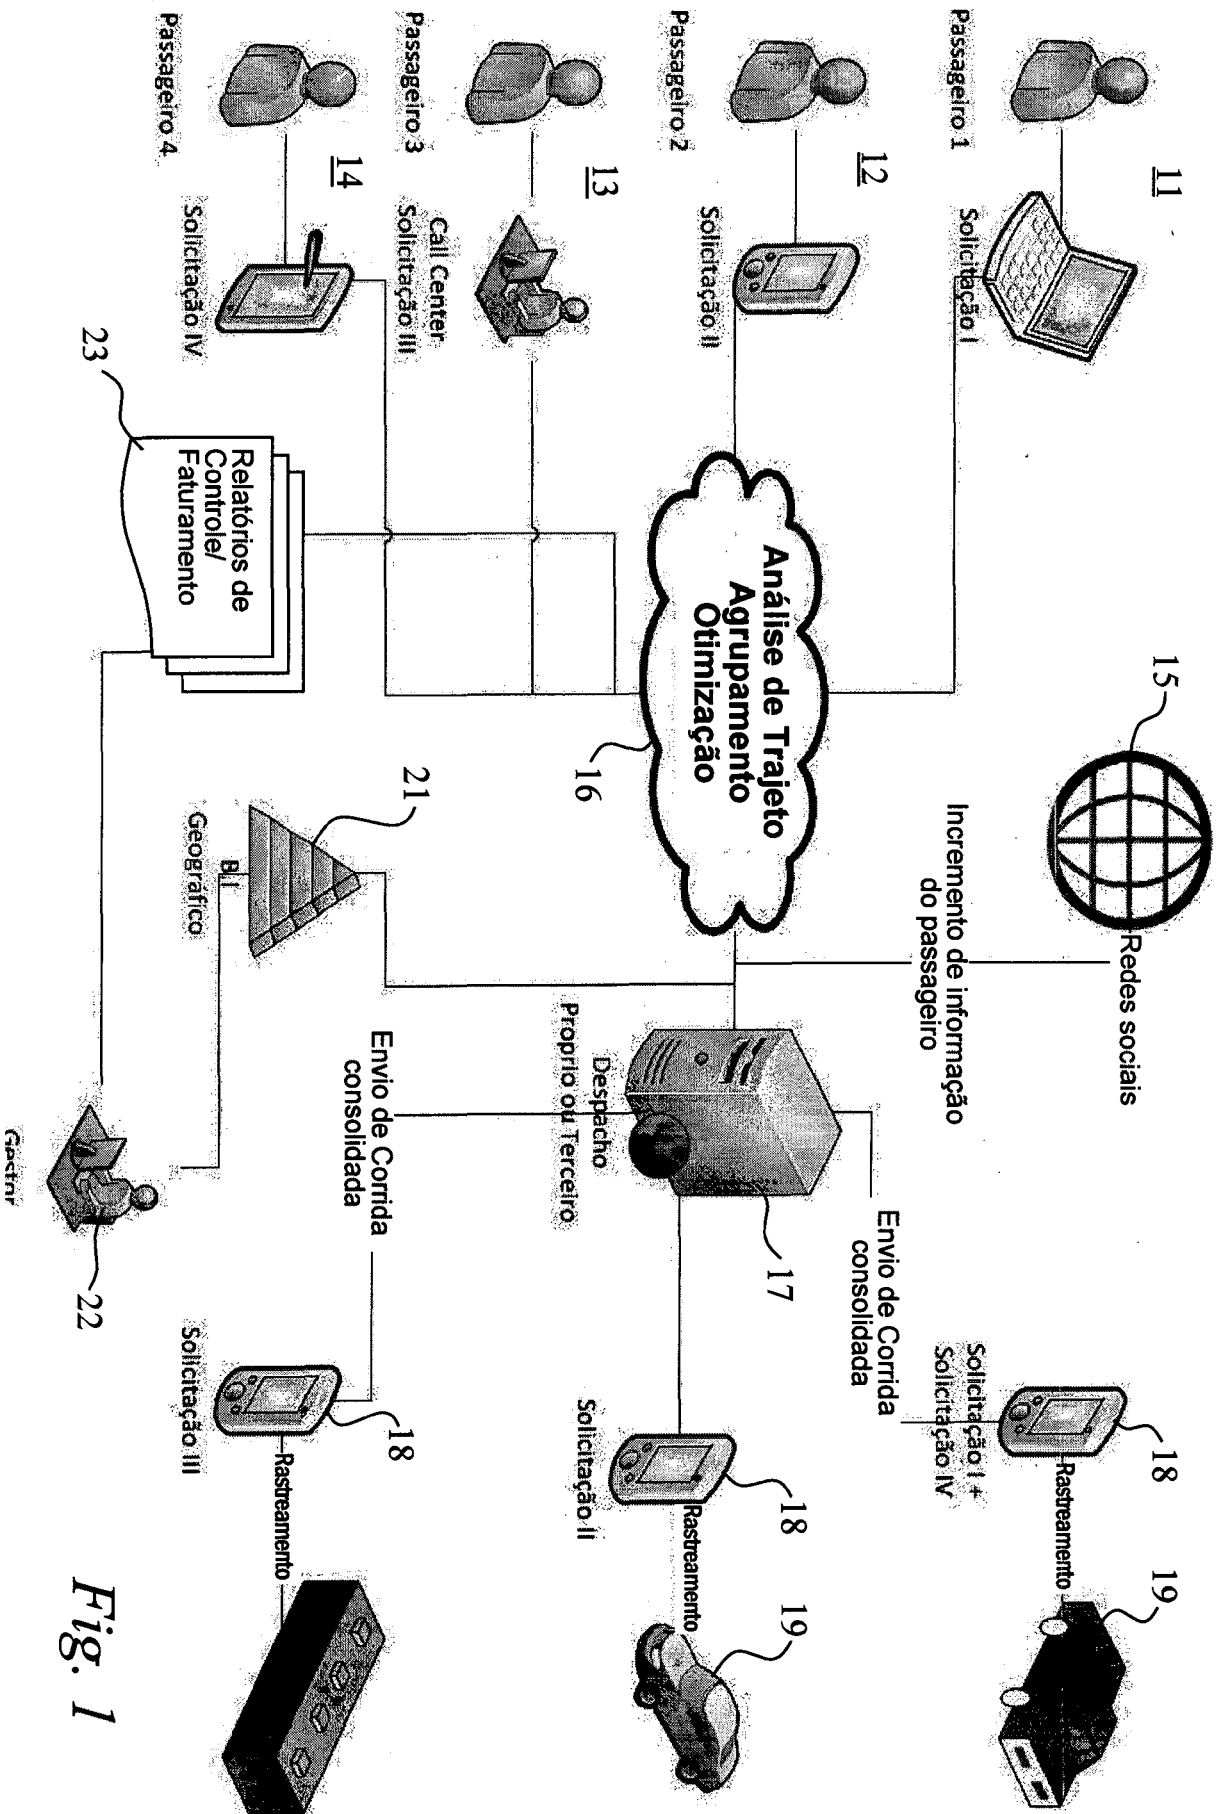 Passageiro 1
11
Solicitação I
Passageiro 2
12
Solicitação II
Passageiro 3
13
Call Center
Solicitação III
Passageiro 4
14
Solicitação IV
15
Redes sociais
Incremento de informação
do passageiro
Análise de Trajeto
Agrupamento
Otimização
16
23
Relatórios de
Controle/
Faturamento
21
B.I
Geográfico
Despacho
Proprio ou Terceiro
17
Envio de Corrida
consolidada
Envio de Corrida
consolidada
Gestor
22
Solicitação I +
Solicitação IV
18
Rastreamento
19
Solicitação II
18
Rastreamento
19
Solicitação III
18
Rastreamento
Fig. 1